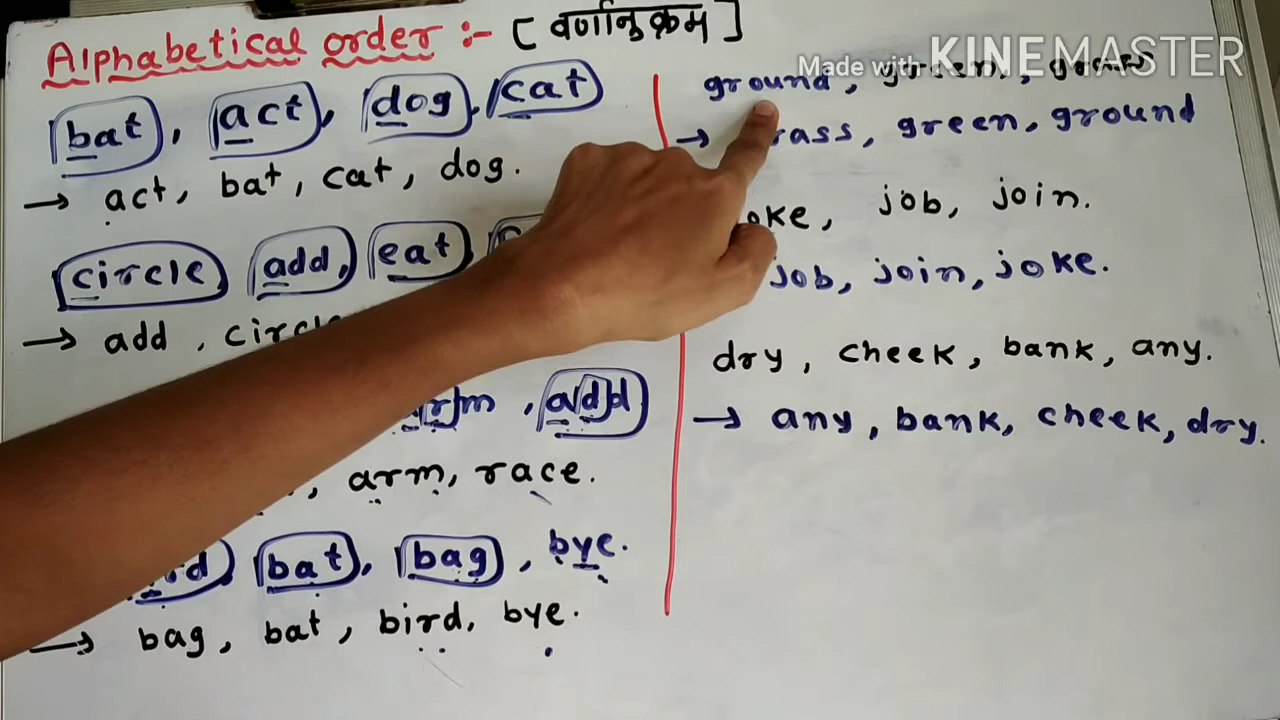 Alphabetical order :- [ वर्णानुक्रम ]
bat, act, dog, cat
→ act, bat, cat, dog.
circle, add, eat,
→ add, circle
, add
, arm, race.
bat, bag, bye.
→ bag, bat, bird, bye.
Made with KINEMASTER
ground, green, grass
→ green, ground
job, join.
job, join, joke.
dry, cheek, bank, any.
→ any, bank, cheek, dry.